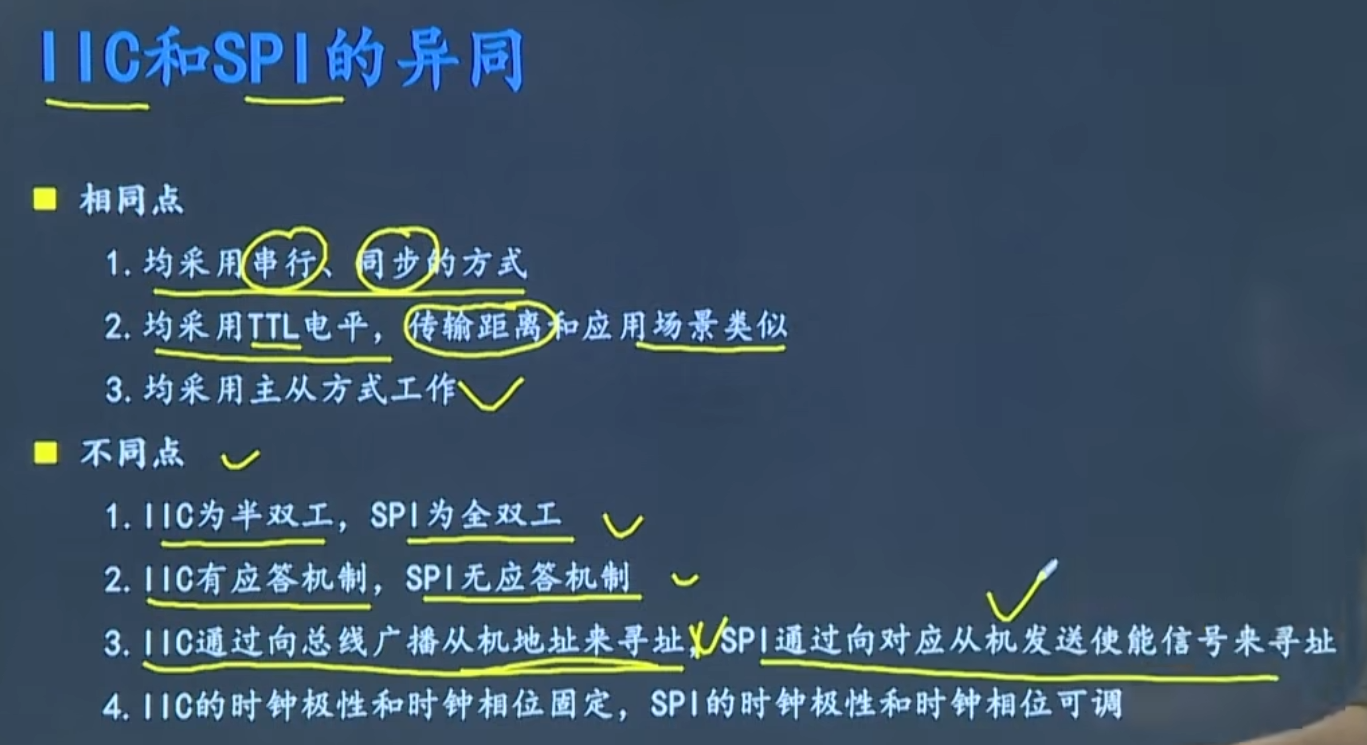 IIC和SPI的异同
相同点
1. 均采用串行、同步的方式
2. 均采用TTL电平，传输距离和应用场景类似
3. 均采用主从方式工作
不同点
1. IIC为半双工，SPI为全双工
2. IIC有应答机制，SPI无应答机制
3. IIC通过向总线广播从机地址来寻址，SPI通过向对应从机发送使能信号来寻址
4. IIC的时钟极性和时钟相位固定，SPI的时钟极性和时钟相位可调